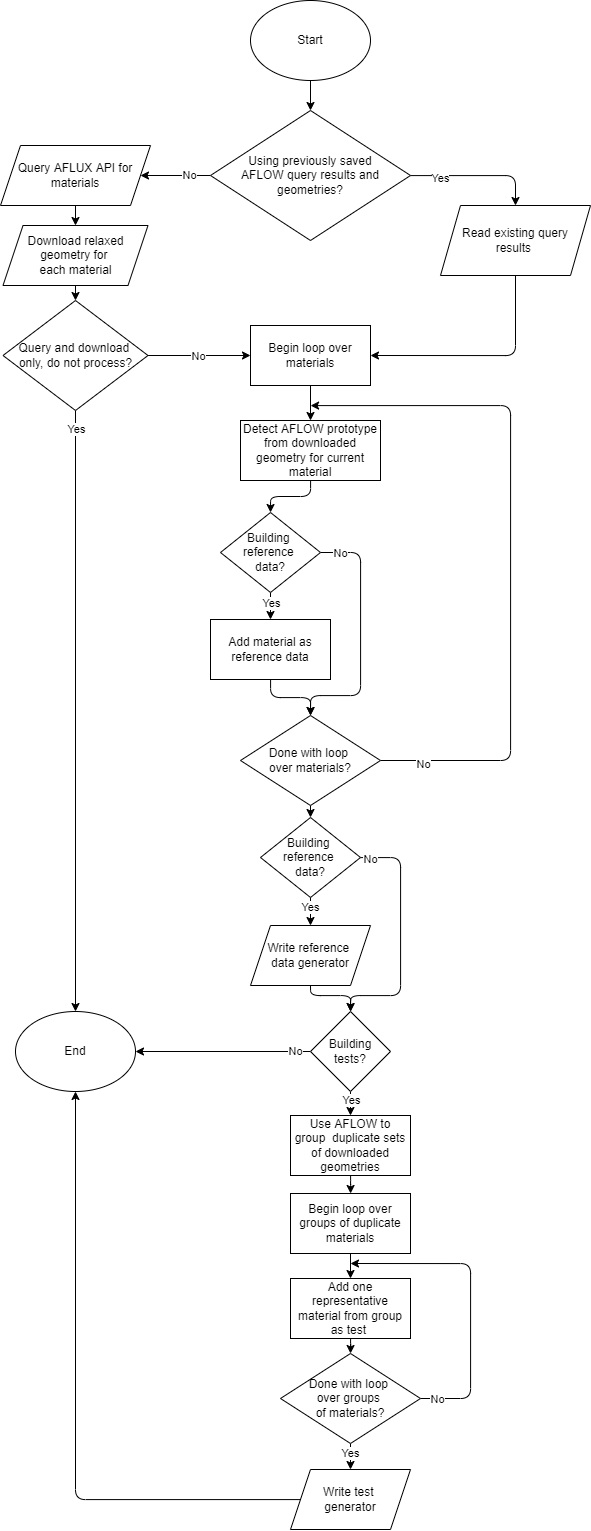 Start
Using previously saved
AFLOW query results and
geometries?
No
Yes
Query AFLUX API for
materials
Download relaxed
geometry for
each material
Read existing query
results
Query and download
only, do not process?
No
Yes
Begin loop over
materials
Detect AFLOW prototype
from downloaded
geometry for current
material
Building
reference
data?
No
Yes
Add material as
reference data
Done with loop
over materials?
No
Building
reference
data?
No
Yes
Write reference
data generator
Building
tests?
No
End
Yes
Use AFLOW to
group duplicate sets
of downloaded
geometries
Begin loop over
groups of duplicate
materials
Add one
representative
material from group
as test
Done with loop
over groups
of materials?
No
Yes
Write test
generator